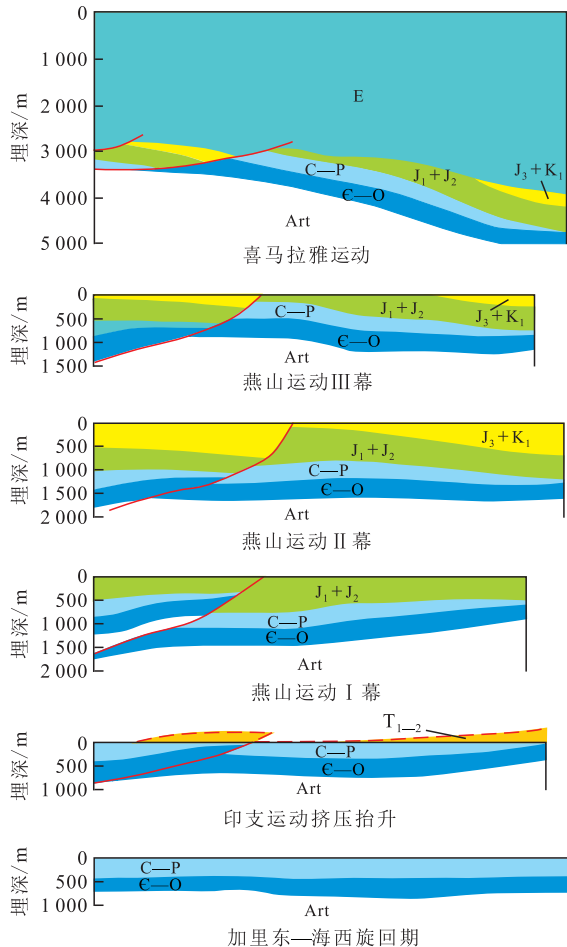 埋深/m
0
1 000
2 000
3 000
4 000
5 000
E
C—P
J₁＋J₂
J₃＋K₁
Є—O
Art
喜马拉雅运动
埋深/m
0
500
1 000
1 500
C—P
J₁＋J₂
J₃＋K₁
Є—O
Art
燕山运动Ⅲ幕
埋深/m
0
500
1 000
1 500
2 000
J₃＋K₁
J₁＋J₂
C—P
Є—O
Art
燕山运动Ⅱ幕
埋深/m
0
500
1 000
1 500
2 000
J₁＋J₂
C—P
Є—O
Art
燕山运动Ⅰ幕
埋深/m
0
500
1 000
T₁₋₂
C—P
Є—O
Art
印支运动挤压抬升
埋深/m
0
500
1 000
C—P
Є—O
Art
加里东—海西旋回期